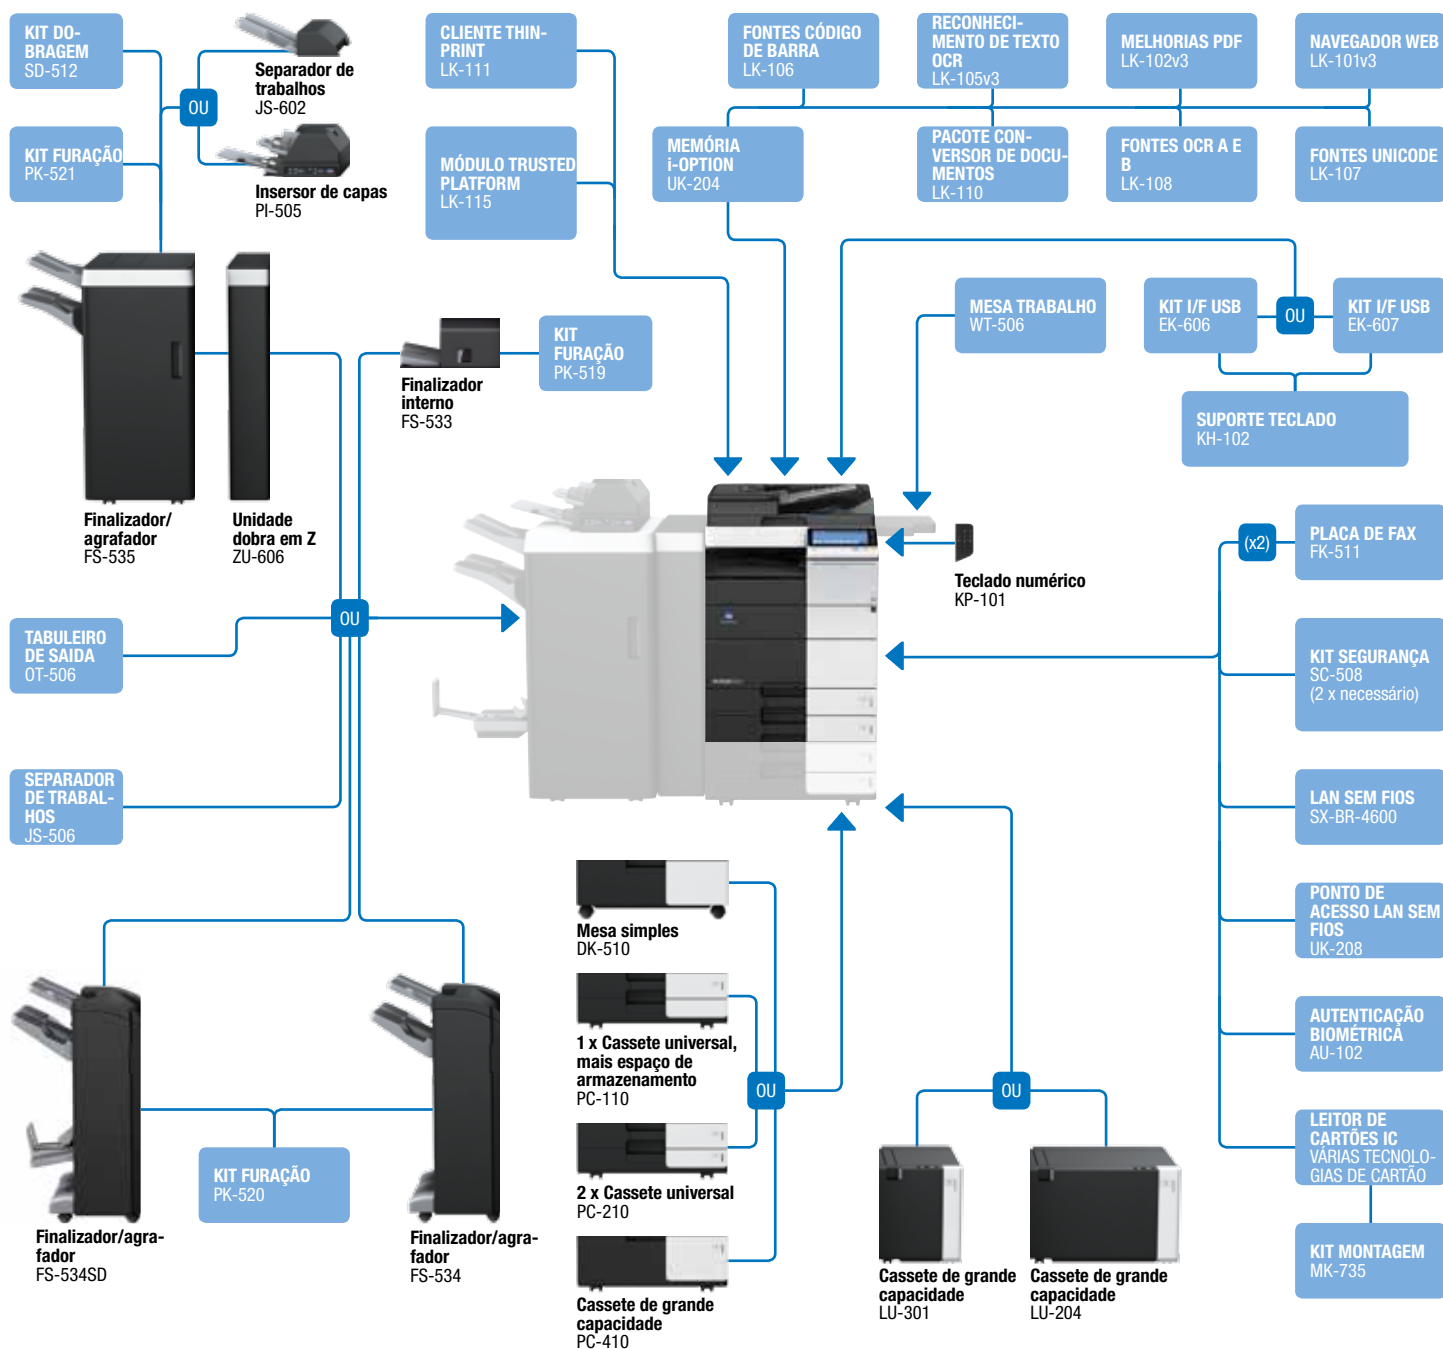 KIT DO-
BRAGEM
SD-512
Separador de
trabalhos
JS-602
OU
KIT FURAÇÃO
PK-521
Insersor de capas
PI-505
CLIENTE THIN-
PRINT
LK-111
MÓDULO TRUSTED
PLATFORM
LK-115
FONTES CÓDIGO
DE BARRA
LK-106
RECONHECI-
MENTO DE TEXTO
OCR
LK-105v3
MELHORIAS PDF
LK-102v3
NAVEGADOR WEB
LK-101v3
MEMÓRIA
i-OPTION
UK-204
PACOTE CON-
VERSOR DE DOCU-
MENTOS
LK-110
FONTES OCR A E
B
LK-108
FONTES UNICODE
LK-107
MESA TRABALHO
WT-506
KIT I/F USB
EK-606
OU
KIT I/F USB
EK-607
SUPORTE TECLADO
KH-102
Finalizador
interno
FS-533
KIT
FURAÇÃO
PK-519
Finalizador/
agrafador
FS-535
Unidade
dobra em Z
ZU-606
Teclado numérico
KP-101
(x2)
PLACA DE FAX
FK-511
OU
TABULEIRO
DE SAIDA
OT-506
KIT SEGURANÇA
SC-508
(2 x necessário)
SEPARADOR
DE TRABAL-
HOS
JS-506
LAN SEM FIOS
SX-BR-4600
PONTO DE
ACESSO LAN SEM
FIOS
UK-208
AUTENTICAÇÃO
BIOMÉTRICA
AU-102
LEITOR DE
CARTÕES IC
VÁRIAS TECNOLO-
GIAS DE CARTÃO
KIT MONTAGEM
MK-735
Mesa simples
DK-510
1 x Cassete universal,
mais espaço de
armazenamento
PC-110
OU
2 x Cassete universal
PC-210
Cassete de grande
capacidade
PC-410
OU
Cassete de grande
capacidade
LU-301
Cassete de grande
capacidade
LU-204
KIT FURAÇÃO
PK-520
Finalizador/agra-
fador
FS-534SD
Finalizador/agra-
fador
FS-534